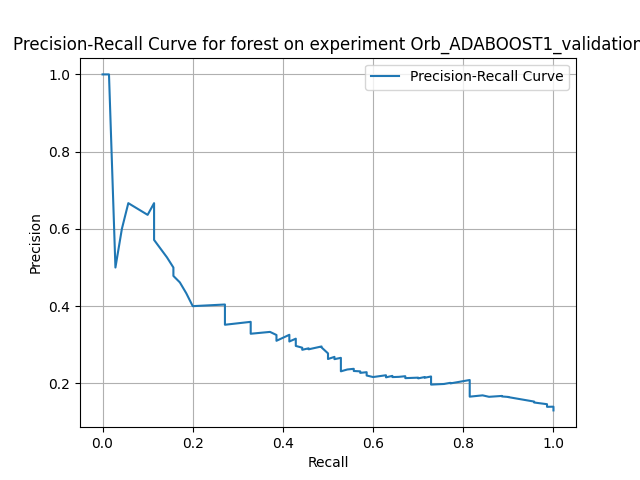 Precision-Recall Curve for forest on experiment Orb_ADABOOST1_validation
Precision-Recall Curve
1.0
0.8
0.6
0.4
0.2
Precision
0.0 0.2 0.4 0.6 0.8 1.0
Recall